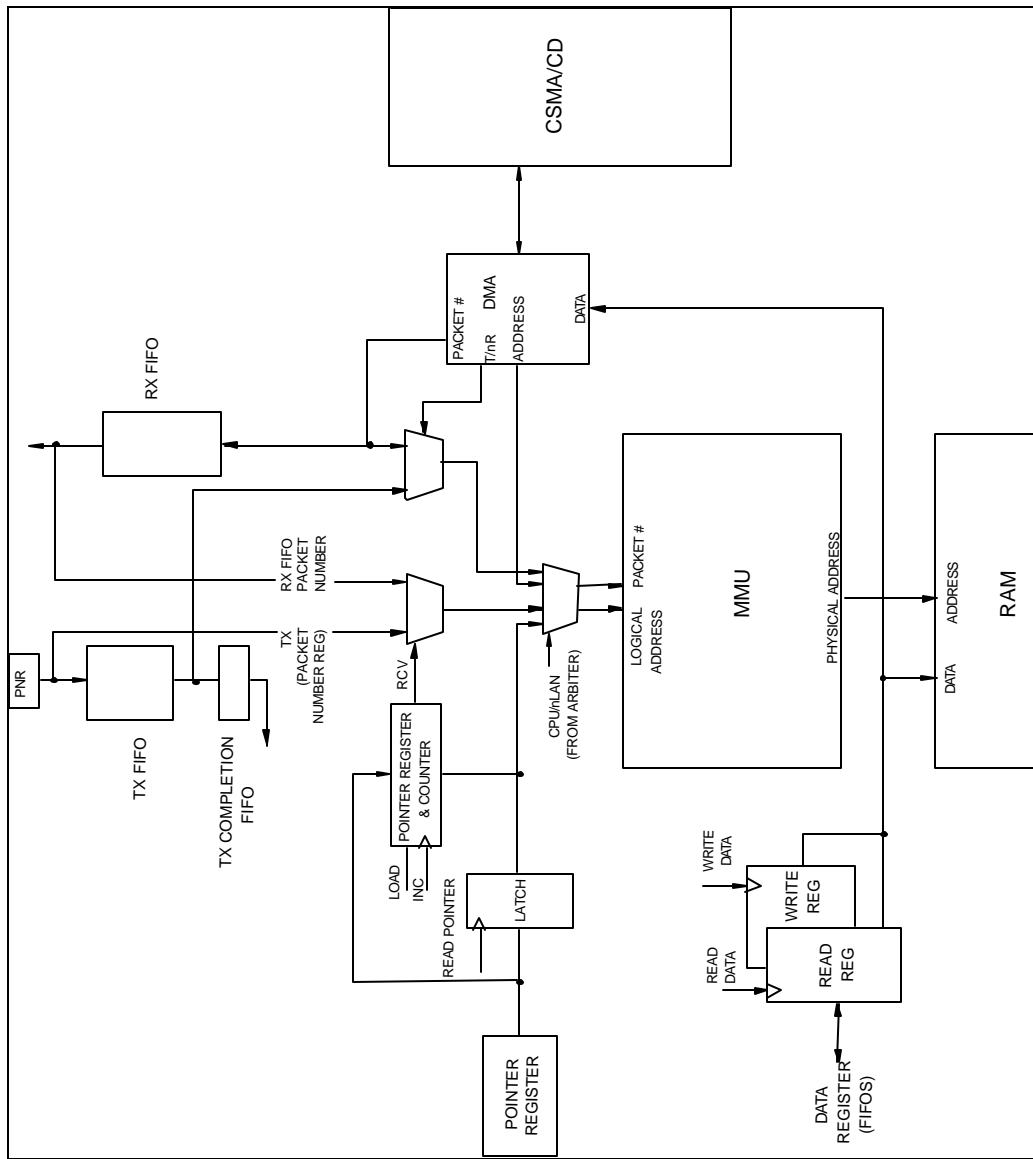 CSMA/CD
PACKET #
T/nR
DMA
ADDRESS
DATA
RX FIFO
RX FIFO
PACKET
NUMBER
TX
(PACKET
NUMBER REG)
PNR
TX FIFO
TX COMPLETION
FIFO
RCV
POINTER REGISTER
& COUNTER
LOAD
INC
CPU/nLAN
(FROM ARBITER)
PACKET #
LOGICAL
ADDRESS
MMU
PHYSICAL ADDRESS
ADDRESS
DATA
RAM
READ POINTER
LATCH
POINTER
REGISTER
WRITE
DATA
WRITE
REG
READ
DATA
READ
REG
DATA
REGISTER
(FIFOS)